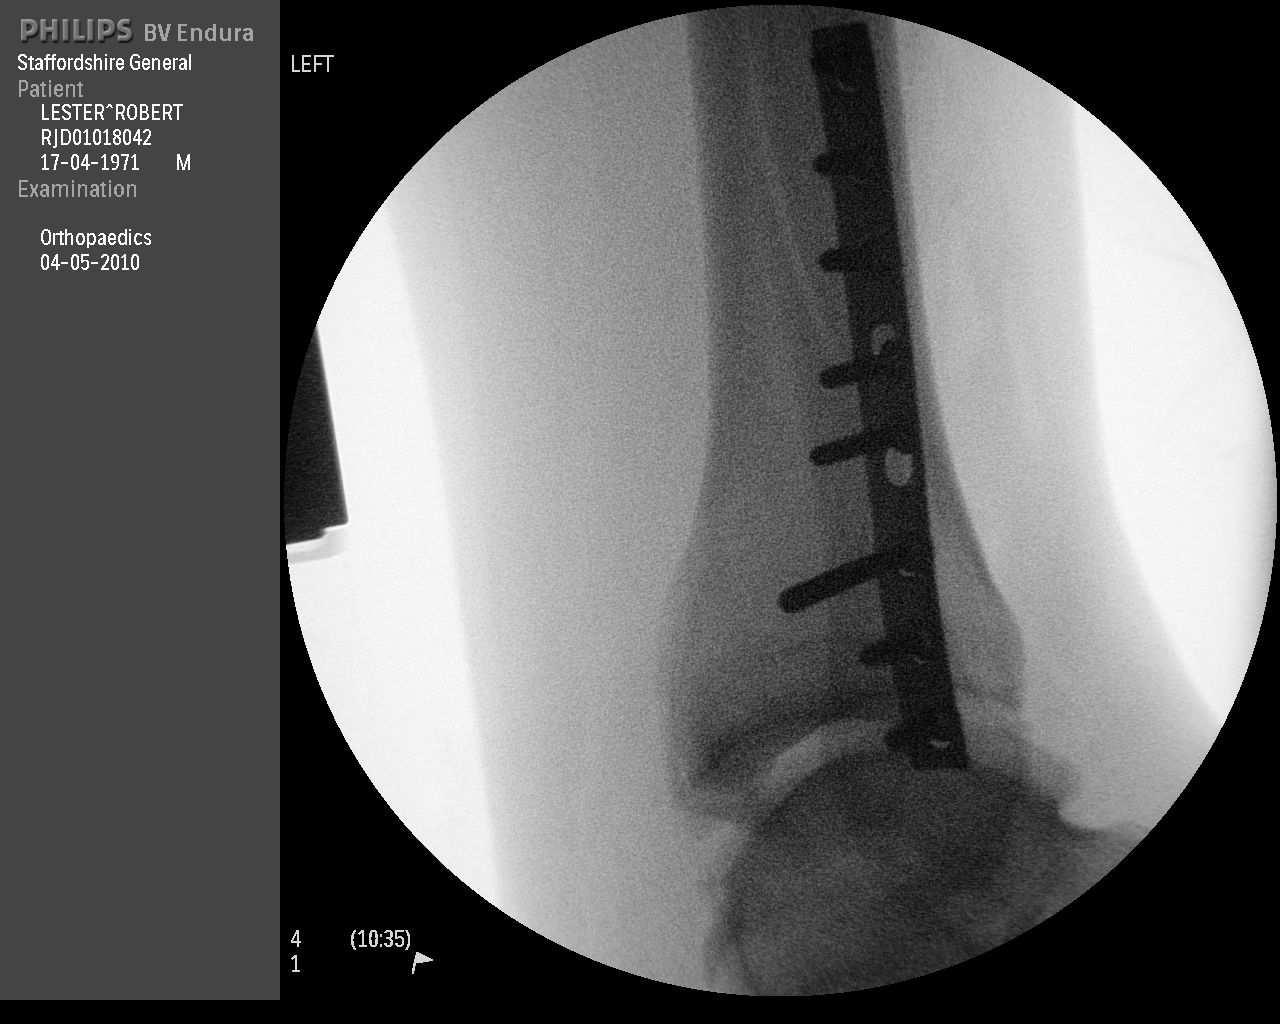 PHILIPS BV Endura
Staffordshire General
Patient
LESTER^ROBERT
RJD01018042
17-04-1971 M
Examination
Orthopaedics
04-05-2010
LEFT
4 (10:35)
1